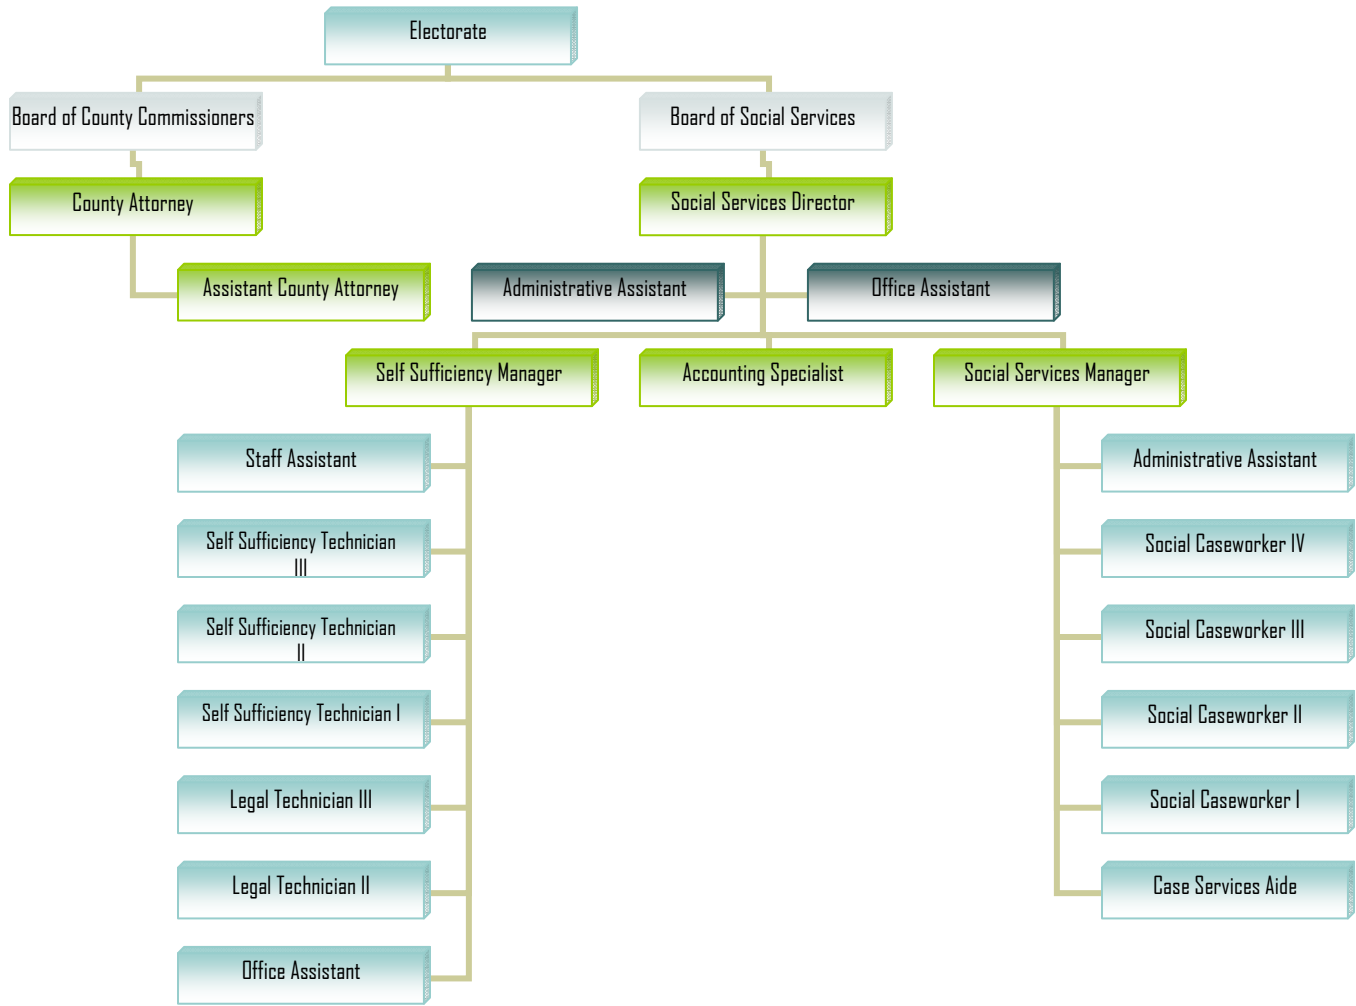 Electorate
Board of County Commissioners
Board of Social Services
County Attorney
Social Services Director
Assistant County Attorney
Administrative Assistant
Office Assistant
Self Sufficiency Manager
Accounting Specialist
Social Services Manager
Staff Assistant
Self Sufficiency Technician
III
Self Sufficiency Technician
II
Self Sufficiency Technician I
Legal Technician III
Legal Technician II
Office Assistant
Administrative Assistant
Social Caseworker IV
Social Caseworker III
Social Caseworker II
Social Caseworker I
Case Services Aide